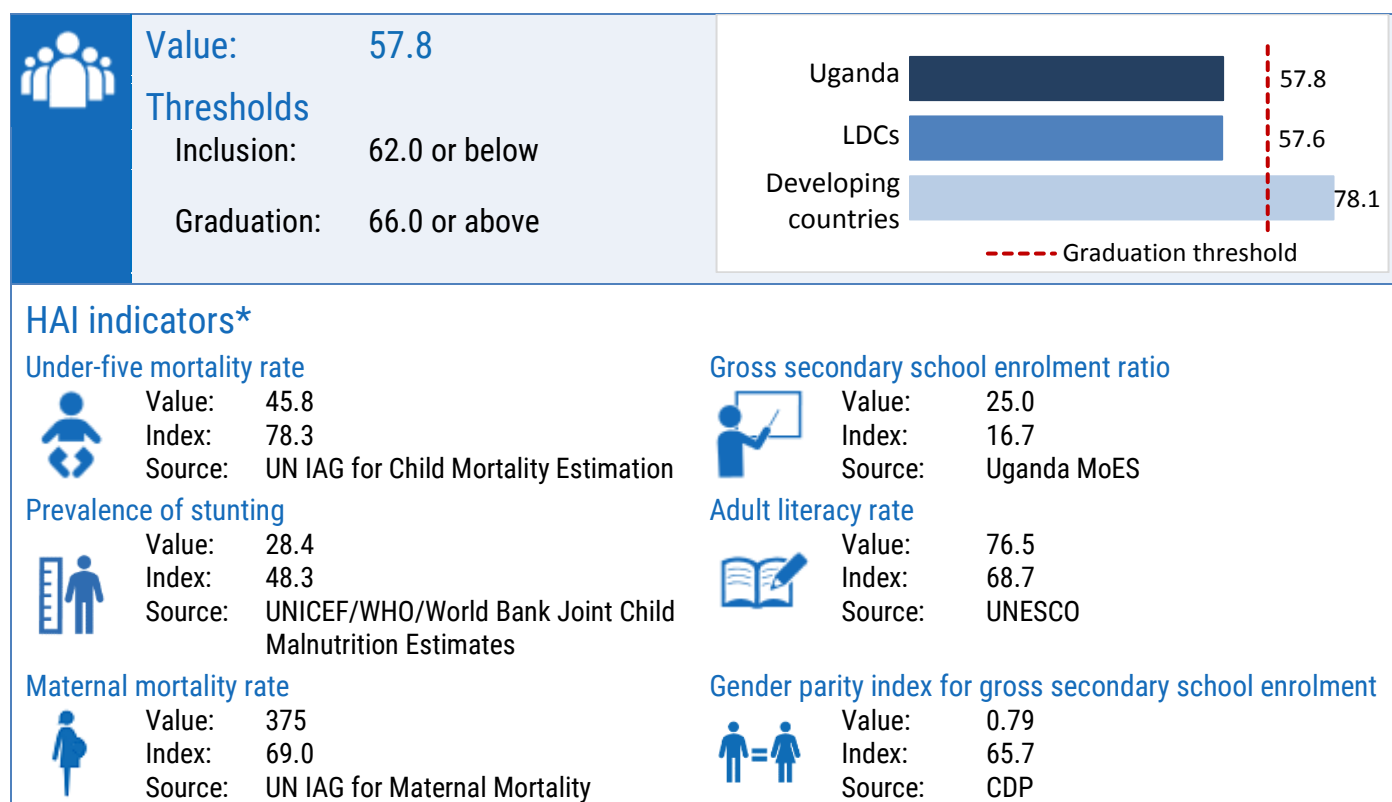 Value: 57.8
Thresholds
Inclusion: 62.0 or below
Graduation: 66.0 or above
Uganda 57.8
LDCs 57.6
Developing
countries 78.1
Graduation threshold
HAI indicators*
Under-five mortality rate
Value: 45.8
Index: 78.3
Source: UN IAG for Child Mortality Estimation
Prevalence of stunting
Value: 28.4
Index: 48.3
Source: UNICEF/WHO/World Bank Joint Child
Malnutrition Estimates
Maternal mortality rate
Value: 375
Index: 69.0
Source: UN IAG for Maternal Mortality
Gross secondary school enrolment ratio
Value: 25.0
Index: 16.7
Source: Uganda MoES
Adult literacy rate
Value: 76.5
Index: 68.7
Source: UNESCO
Gender parity index for gross secondary school enrolment
Value: 0.79
Index: 65.7
Source: CDP